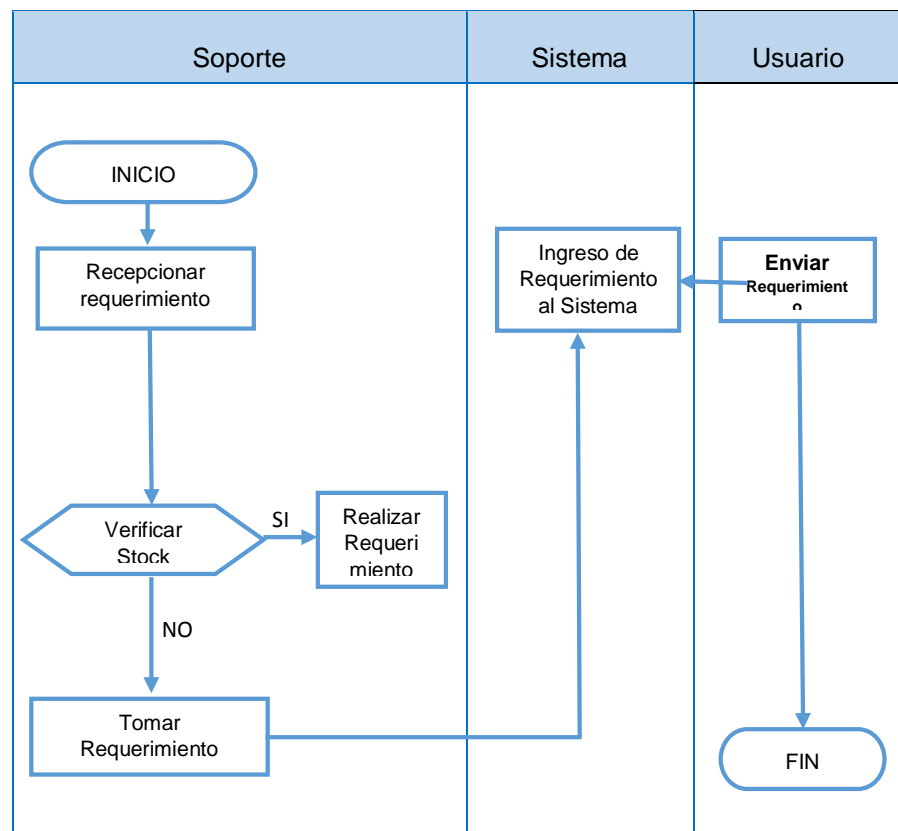 Soporte
Sistema
Usuario
INICIO
Recepcionar
requerimiento
Verificar
Stock
SI
Realizar
Requeri
miento
NO
Tomar
Requerimiento
Ingreso de
Requerimiento
al Sistema
Enviar
Requerimient
o
FIN